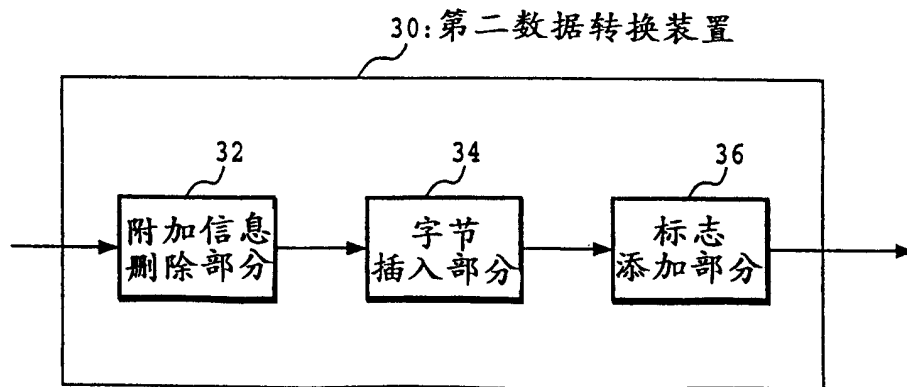 30:第二数据转换装置
32
附加信息
删除部分
34
字节
插入部分
36
标志
添加部分